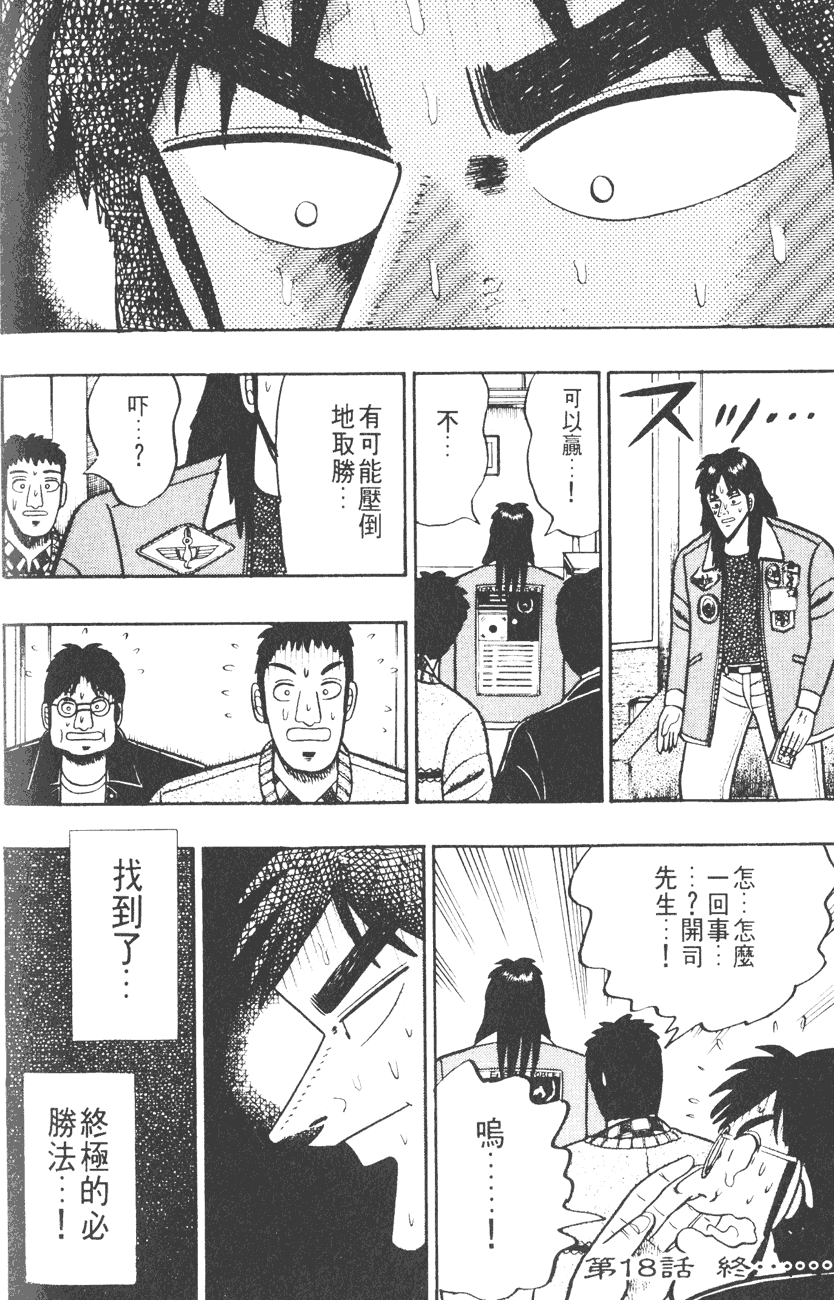 ス ッ…
可以贏…!
不…
有可能壓倒
地取勝…
吓…?
怎…怎麼
一回事…
…?開司
先生…!
嗚……!
找到了…
終極的必
勝法…!
第18話 終……